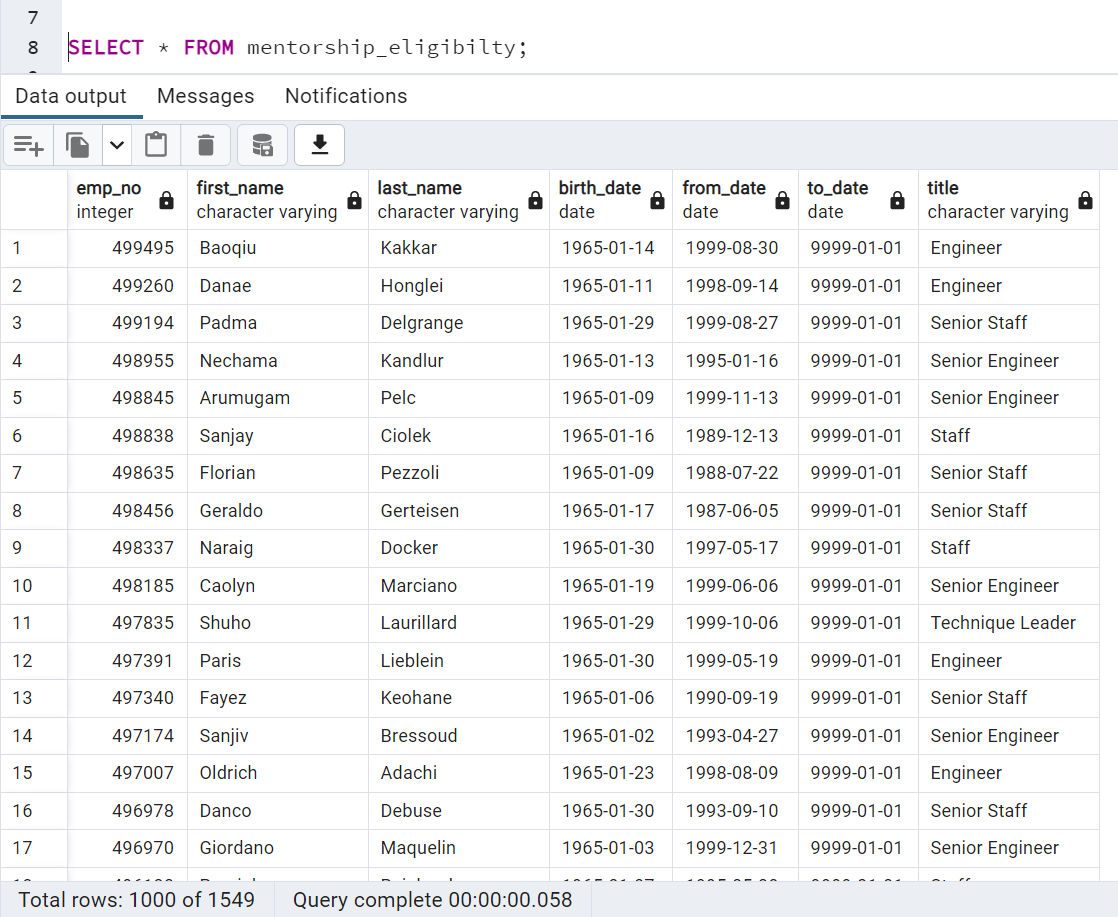 7
8 SELECT * FROM mentorship_eligibilty;
Data output Messages Notifications
emp_no first_name last_name birth_date from_date to_date title
integer character varying character varying date date date character varying
1 499495 Baoqiu Kakkar 1965-01-14 1999-08-30 9999-01-01 Engineer
2 499260 Danae Honglei 1965-01-11 1998-09-14 9999-01-01 Engineer
3 499194 Padma Delgrange 1965-01-29 1999-08-27 9999-01-01 Senior Staff
4 498955 Nechama Kandlur 1965-01-13 1995-01-16 9999-01-01 Senior Engineer
5 498845 Arumugam Pelc 1965-01-09 1999-11-13 9999-01-01 Senior Engineer
6 498838 Sanjay Ciolek 1965-01-16 1989-12-13 9999-01-01 Staff
7 498635 Florian Pezzoli 1965-01-09 1988-07-22 9999-01-01 Senior Staff
8 498456 Geraldo Gerteisen 1965-01-17 1987-06-05 9999-01-01 Senior Staff
9 498337 Naraig Docker 1965-01-30 1997-05-17 9999-01-01 Staff
10 498185 Caolyn Marciano 1965-01-19 1999-06-06 9999-01-01 Senior Engineer
11 497835 Shuho Laurillard 1965-01-29 1999-10-06 9999-01-01 Technique Leader
12 497391 Paris Lieblein 1965-01-30 1999-05-19 9999-01-01 Engineer
13 497340 Fayez Keohane 1965-01-06 1990-09-19 9999-01-01 Senior Staff
14 497174 Sanjiv Bressoud 1965-01-02 1993-04-27 9999-01-01 Senior Engineer
15 497007 Oldrich Adachi 1965-01-23 1998-08-09 9999-01-01 Engineer
16 496978 Danco Debuse 1965-01-30 1993-09-10 9999-01-01 Senior Staff
17 496970 Giordano Maquelin 1965-01-03 1999-12-31 9999-01-01 Senior Engineer
Total rows: 1000 of 1549 Query complete 00:00:00.058